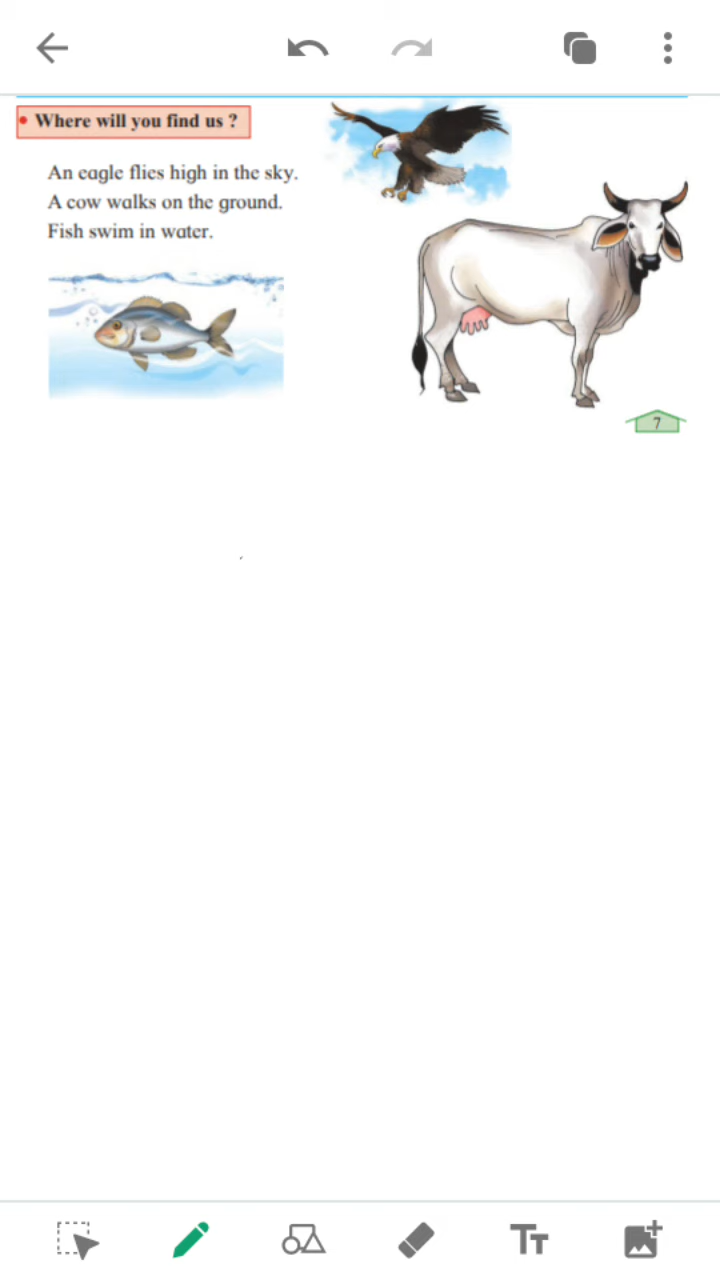 • Where will you find us ?
An eagle flies high in the sky.
A cow walks on the ground.
Fish swim in water.
7
TT